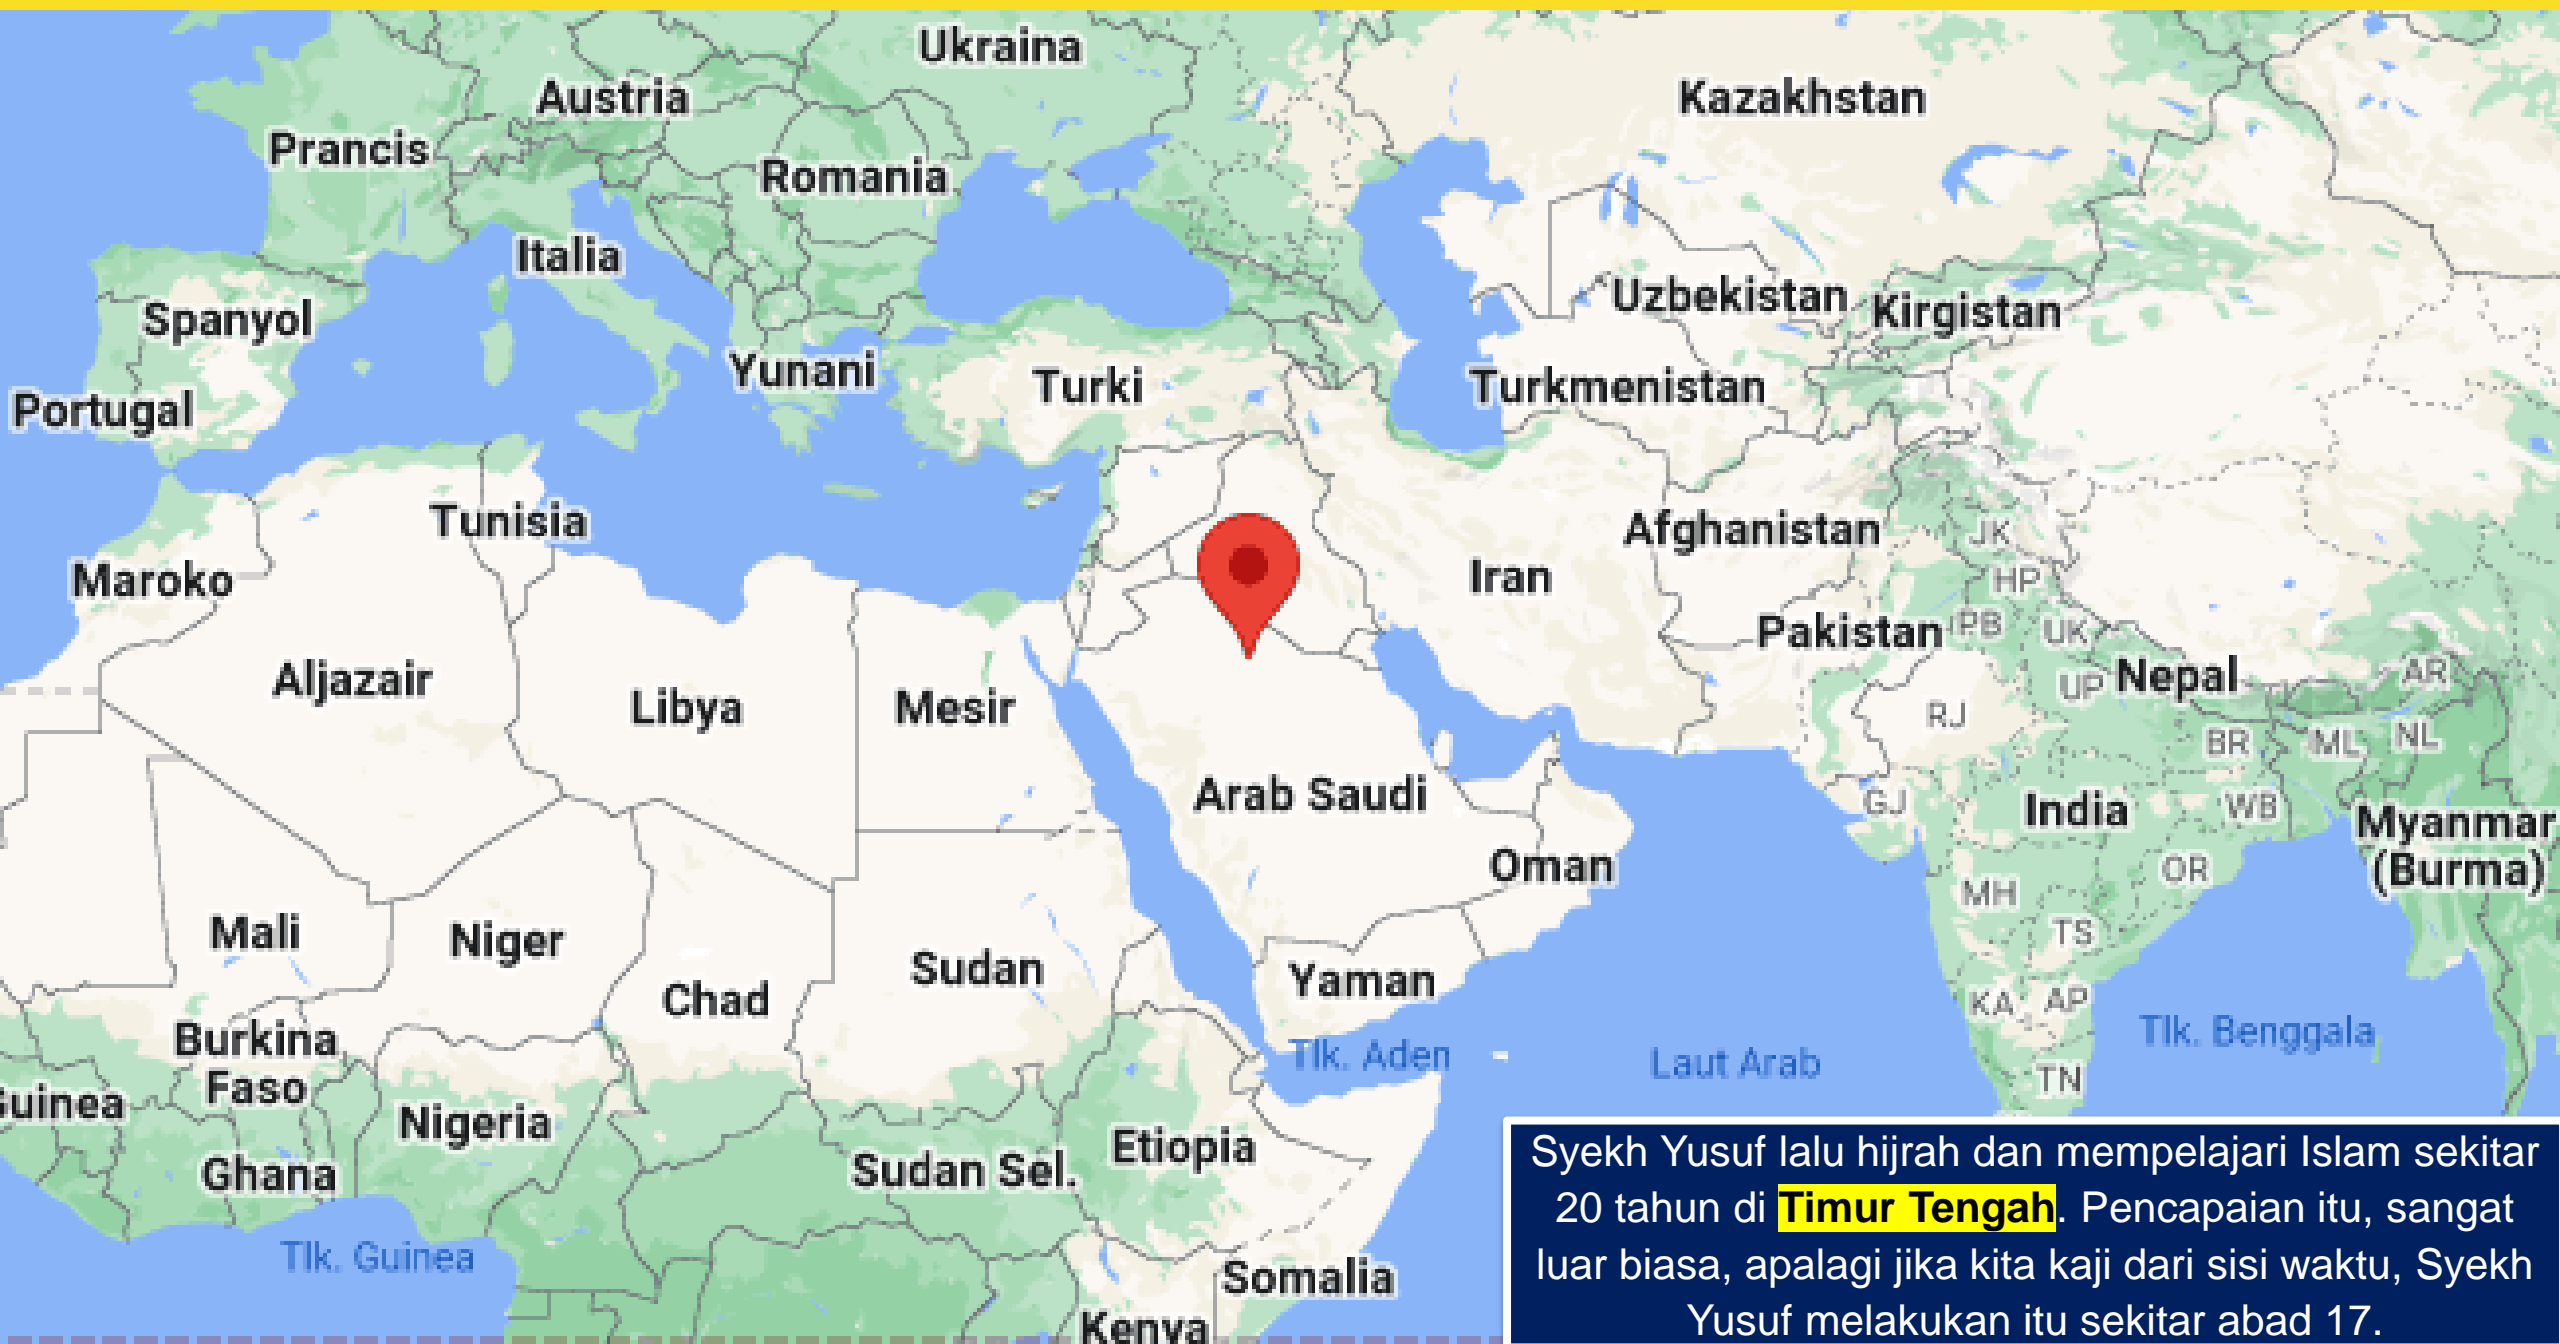 Ukraina
Austria
Kazakhstan
Prancis
Romania
Italia
Uzbekistan
Kirgistan
Spanyol
Yunani
Turki
Turkmenistan
Portugal
Tunisia
Afghanistan
JK
Maroko
Iran
HP
Pakistan
PB
UK
Aljazair
Nepal
AR
UP
Libya
Mesir
RJ
BR
ML
NL
Arab Saudi
GJ
India
WB
Myanmar
(Burma)
Oman
OR
MH
Mali
Niger
Sudan
TS
Chad
Yaman
KA
AP
Burkina
Faso
Tlk. Aden
Laut Arab
Tlk. Benggala
TN
Guinea
Nigeria
Ghana
Sudan Sel.
Etiopia
Tlk. Guinea
Somalia
Kenya
Syekh Yusuf lalu hijrah dan mempelajari Islam sekitar
20 tahun di Timur Tengah. Pencapaian itu, sangat
luar biasa, apalagi jika kita kaji dari sisi waktu, Syekh
Yusuf melakukan itu sekitar abad 17.